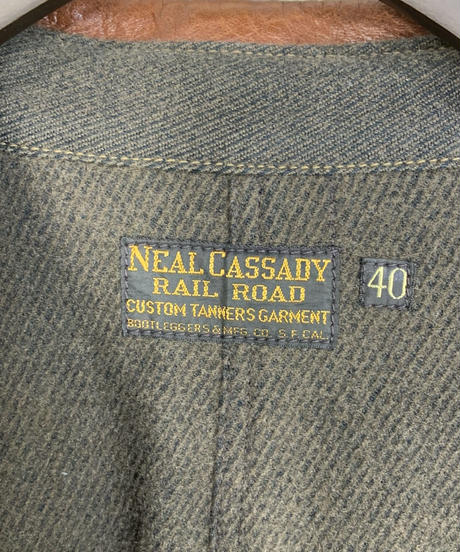 NEAL CASSADY
RAIL ROAD
CUSTOM TANNERS GARMENT
BOOTLEGGERS & MFG. CO. S. F. CAL.
40